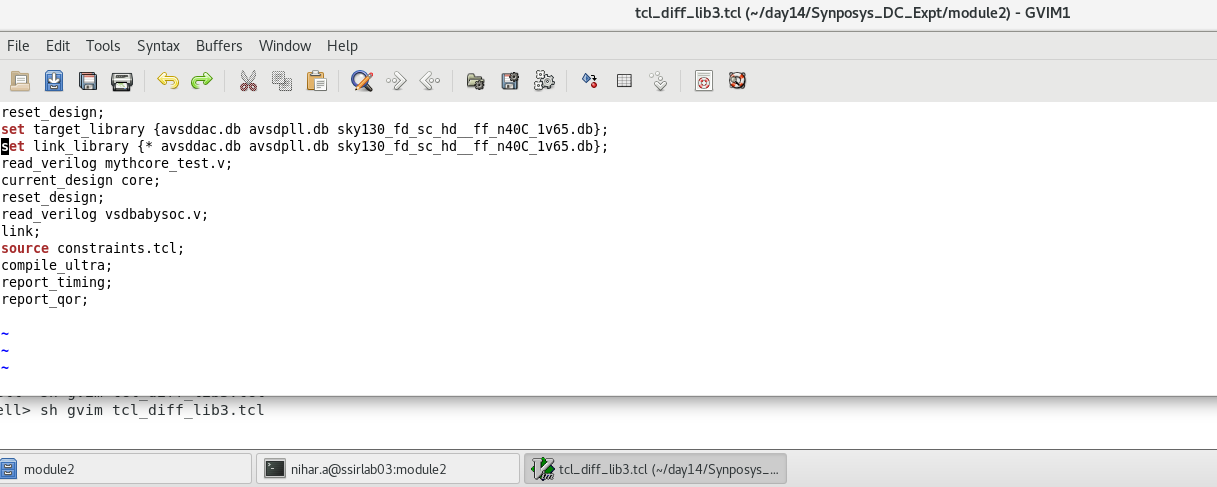 tcl_diff_lib3.tcl (~/day14/Synposys_DC_Expt/module2) - GVIM1
File Edit Tools Syntax Buffers Window Help
reset_design;
set target_library {avsddac.db avsdpll.db sky130_fd_sc_hd__ff_n40C_1v65.db};
set link_library {* avsddac.db avsdpll.db sky130_fd_sc_hd__ff_n40C_1v65.db};
read_verilog mythcore_test.v;
current_design core;
reset_design;
read_verilog vsdbabysoc.v;
link;
source constraints.tcl;
compile_ultra;
report_timing;
report_qor;
~
~
~
ell> sh gvim tcl_diff_lib3.tcl
module2
nihar.a@ssirlab03:module2
tcl_diff_lib3.tcl (~/day14/Synposys_...